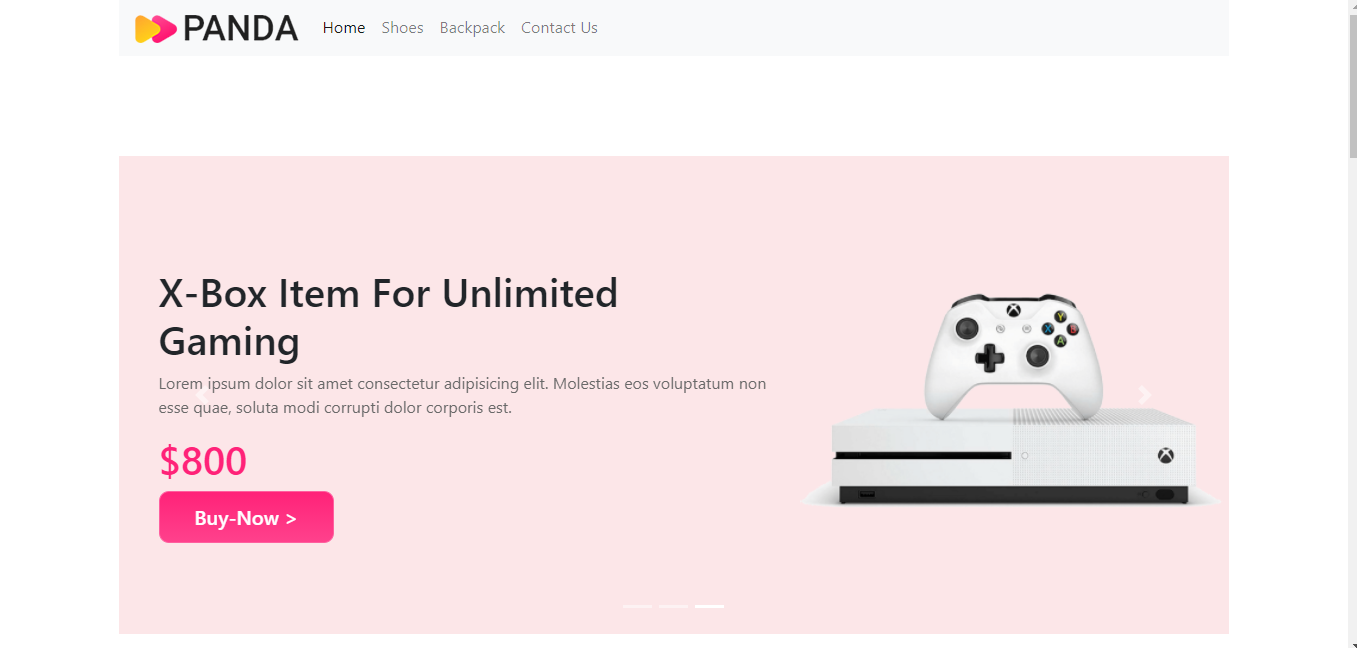 PANDA Home Shoes Backpack Contact Us
X-Box Item For Unlimited
Gaming
Lorem ipsum dolor sit amet consectetur adipisicing elit. Molestias eos voluptatum non
esse quae, soluta modi corrupti dolor corporis est.
$800
Buy-Now >
Y
X B
A